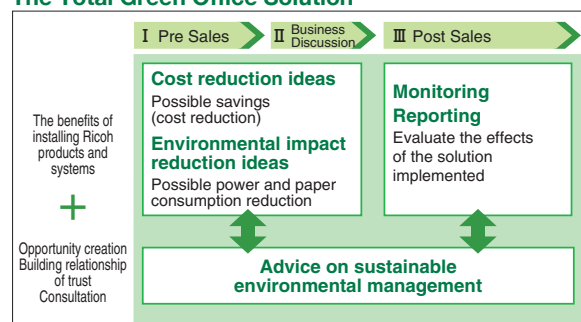 The Total Green Office Solution
I Pre Sales
II Business
Discussion
III Post Sales
The benefits of
installing Ricoh
products and
systems
+
Opportunity creation
Building relationship
of trust
Consultation
Cost reduction ideas
Possible savings
(cost reduction)
Environmental impact
reduction ideas
Possible power and paper
consumption reduction
Monitoring
Reporting
Evaluate the effects
of the solution
implemented
Advice on sustainable
environmental management